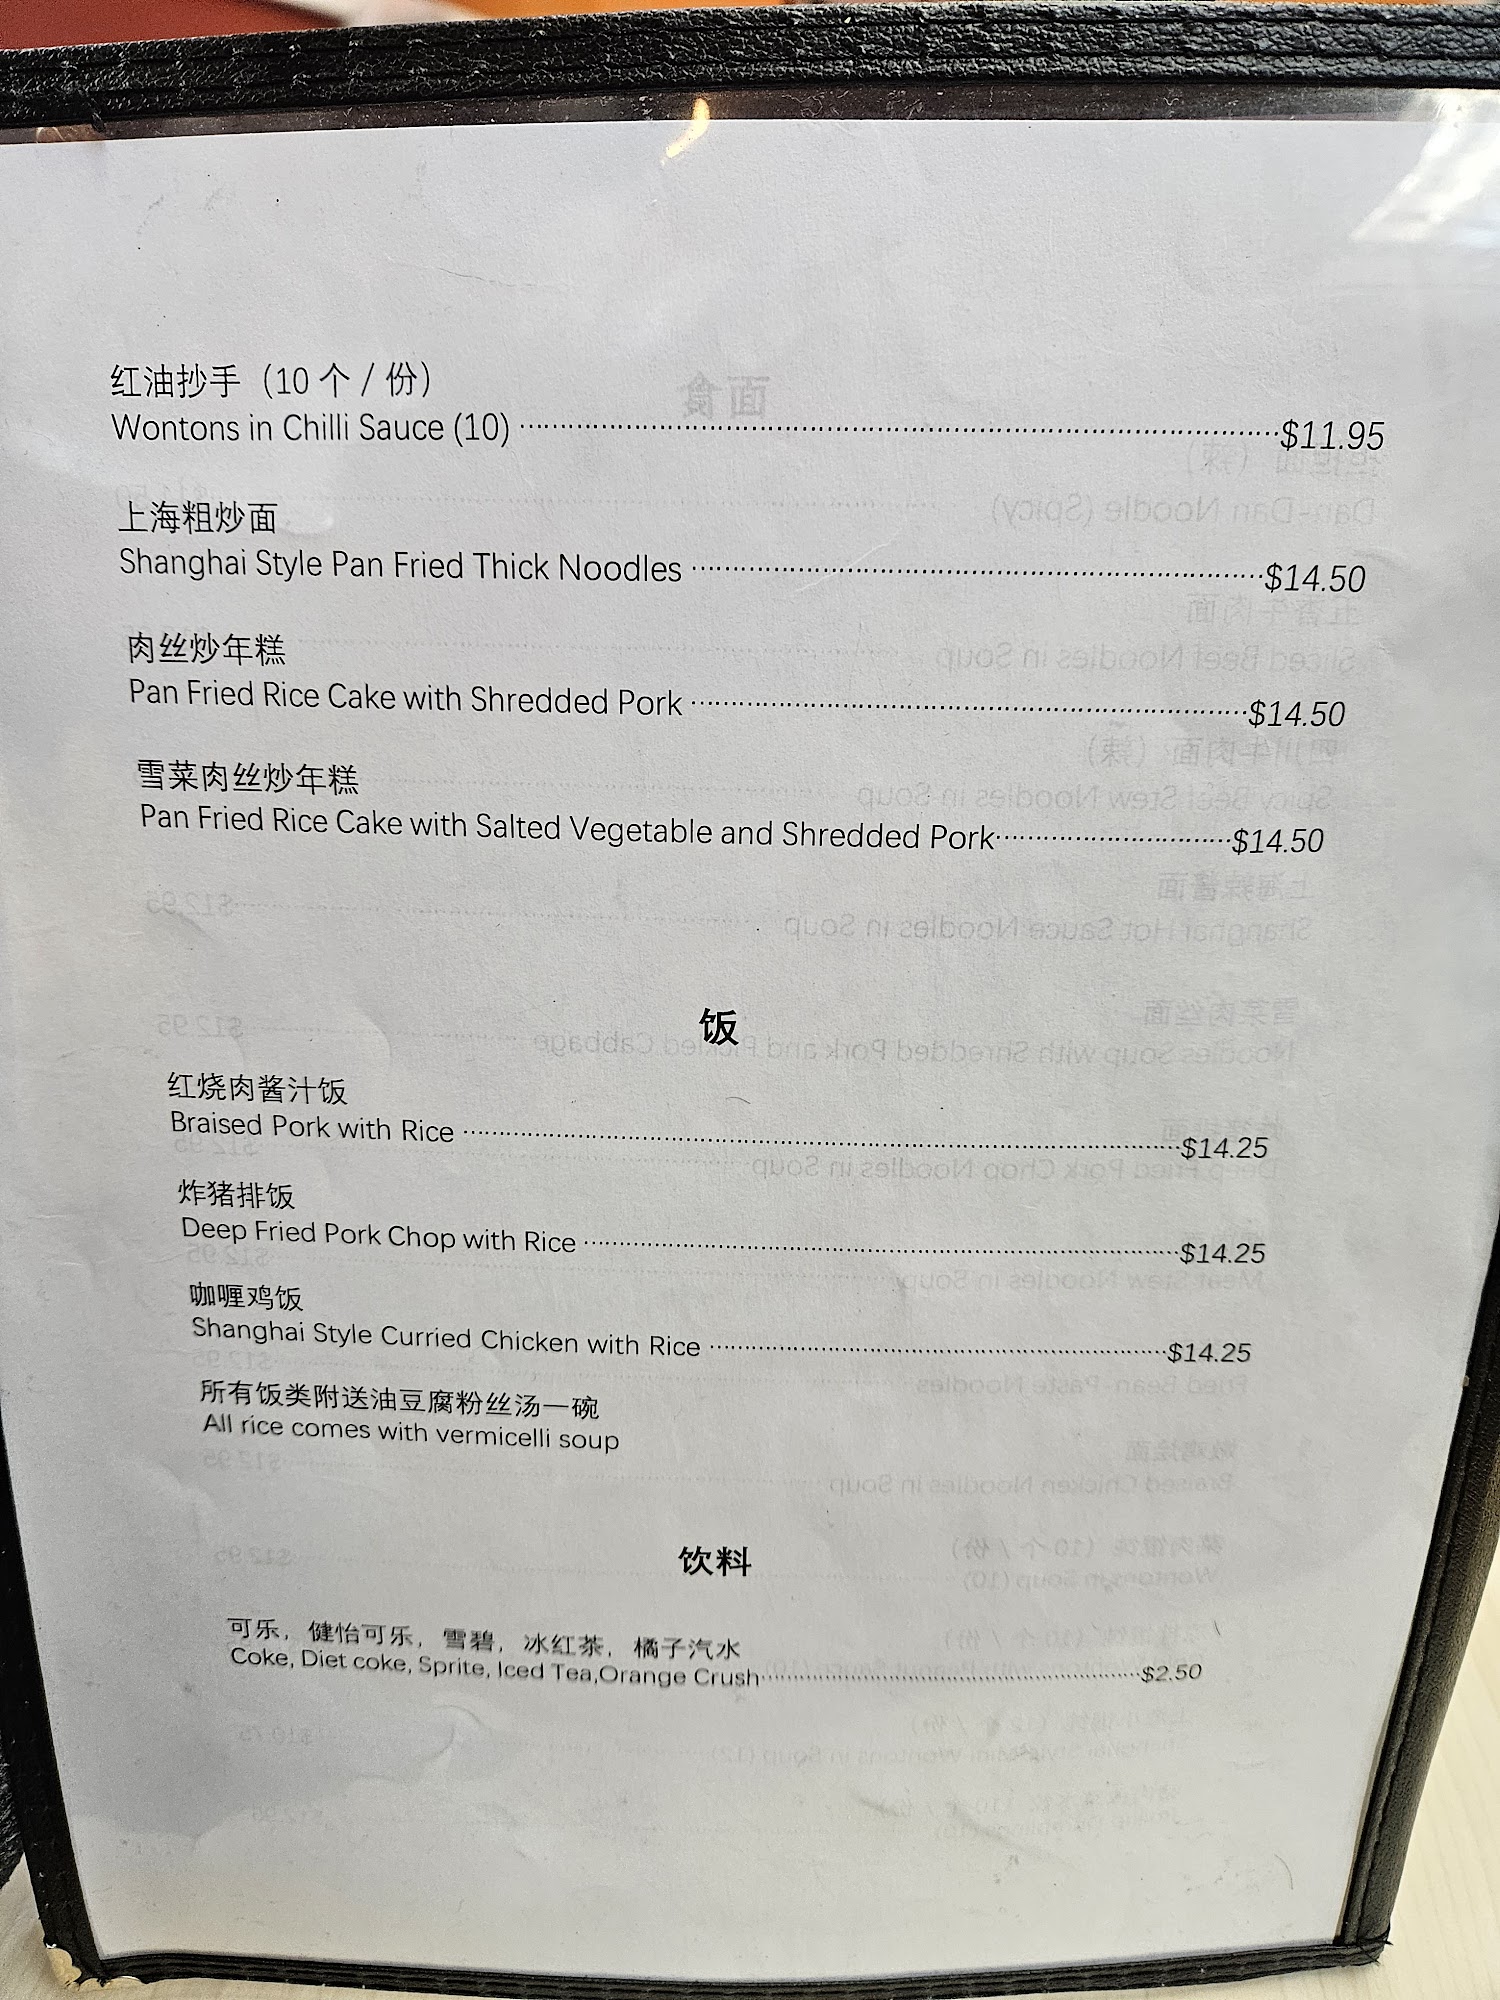 红油抄手（10 个 / 份）
Wontons in Chilli Sauce (10) $11.95
上海粗炒面
Shanghai Style Pan Fried Thick Noodles $14.50
肉丝炒年糕
Pan Fried Rice Cake with Shredded Pork $14.50
雪菜肉丝炒年糕
Pan Fried Rice Cake with Salted Vegetable and Shredded Pork $14.50
饭
红烧肉酱汁饭
Braised Pork with Rice $14.25
炸猪排饭
Deep Fried Pork Chop with Rice $14.25
咖喱鸡饭
Shanghai Style Curried Chicken with Rice $14.25
所有饭类附送油豆腐粉丝汤一碗
All rice comes with vermicelli soup
饮料
可乐，健怡可乐，雪碧，冰红茶，橘子汽水
Coke, Diet coke, Sprite, Iced Tea,Orange Crush $2.50